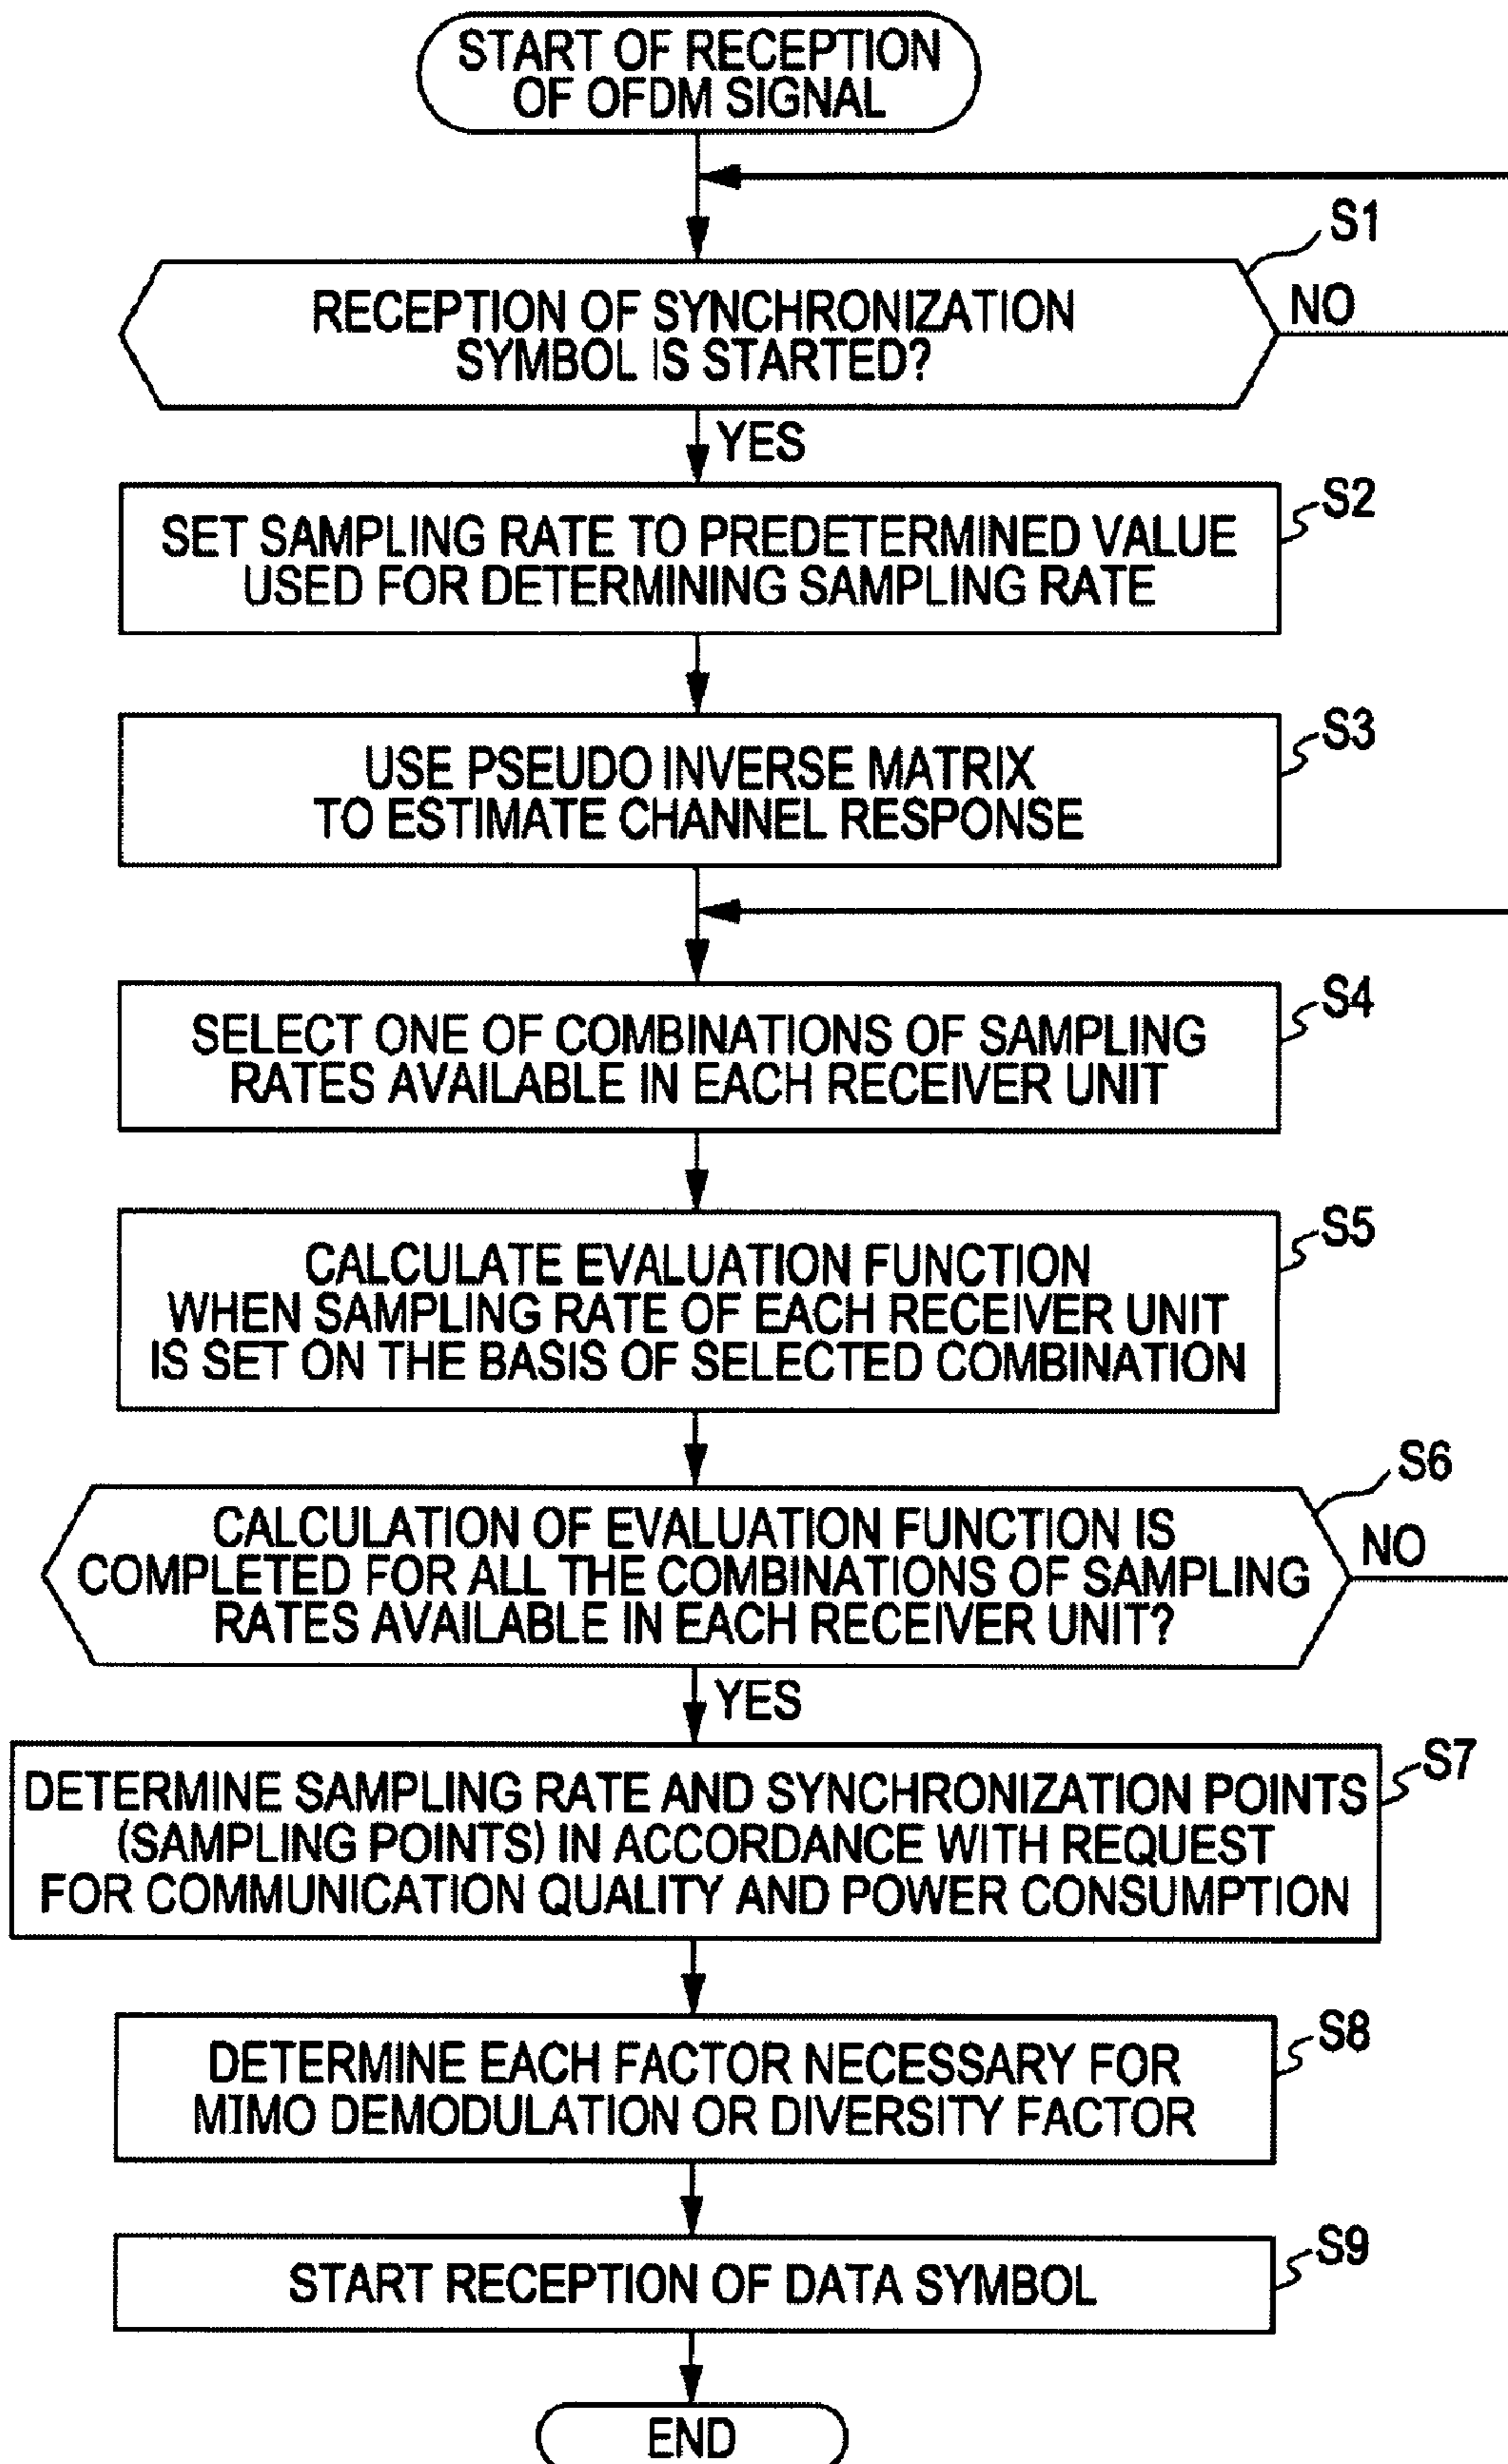 START OF RECEPTION
OF OFDM SIGNAL
S1
RECEPTION OF SYNCHRONIZATION
SYMBOL IS STARTED?
NO
YES
S2
SET SAMPLING RATE TO PREDETERMINED VALUE
USED FOR DETERMINING SAMPLING RATE
S3
USE PSEUDO INVERSE MATRIX
TO ESTIMATE CHANNEL RESPONSE
S4
SELECT ONE OF COMBINATIONS OF SAMPLING
RATES AVAILABLE IN EACH RECEIVER UNIT
S5
CALCULATE EVALUATION FUNCTION
WHEN SAMPLING RATE OF EACH RECEIVER UNIT
IS SET ON THE BASIS OF SELECTED COMBINATION
S6
CALCULATION OF EVALUATION FUNCTION IS
COMPLETED FOR ALL THE COMBINATIONS OF SAMPLING
RATES AVAILABLE IN EACH RECEIVER UNIT?
NO
YES
S7
DETERMINE SAMPLING RATE AND SYNCHRONIZATION POINTS
(SAMPLING POINTS) IN ACCORDANCE WITH REQUEST
FOR COMMUNICATION QUALITY AND POWER CONSUMPTION
S8
DETERMINE EACH FACTOR NECESSARY FOR
MIMO DEMODULATION OR DIVERSITY FACTOR
S9
START RECEPTION OF DATA SYMBOL
END